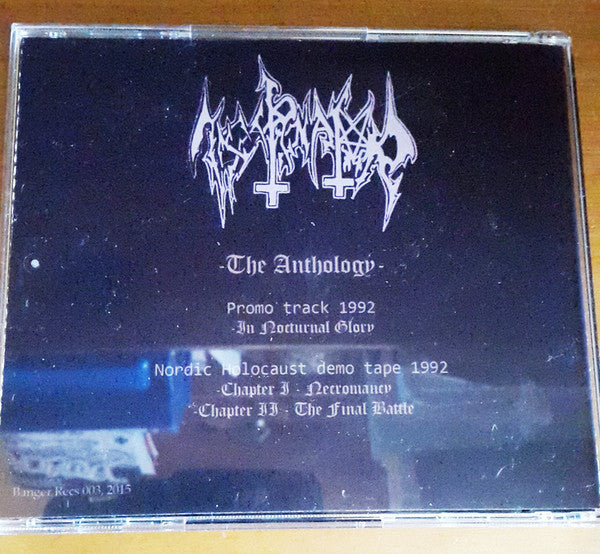 -The Anthology-
Promo track 1992
-In Nocturnal Glory
Nordic Holocaust demo tape 1992
-Chapter I - Necromancy
-Chapter II - The Final Battle
Banger Recs 003, 2015